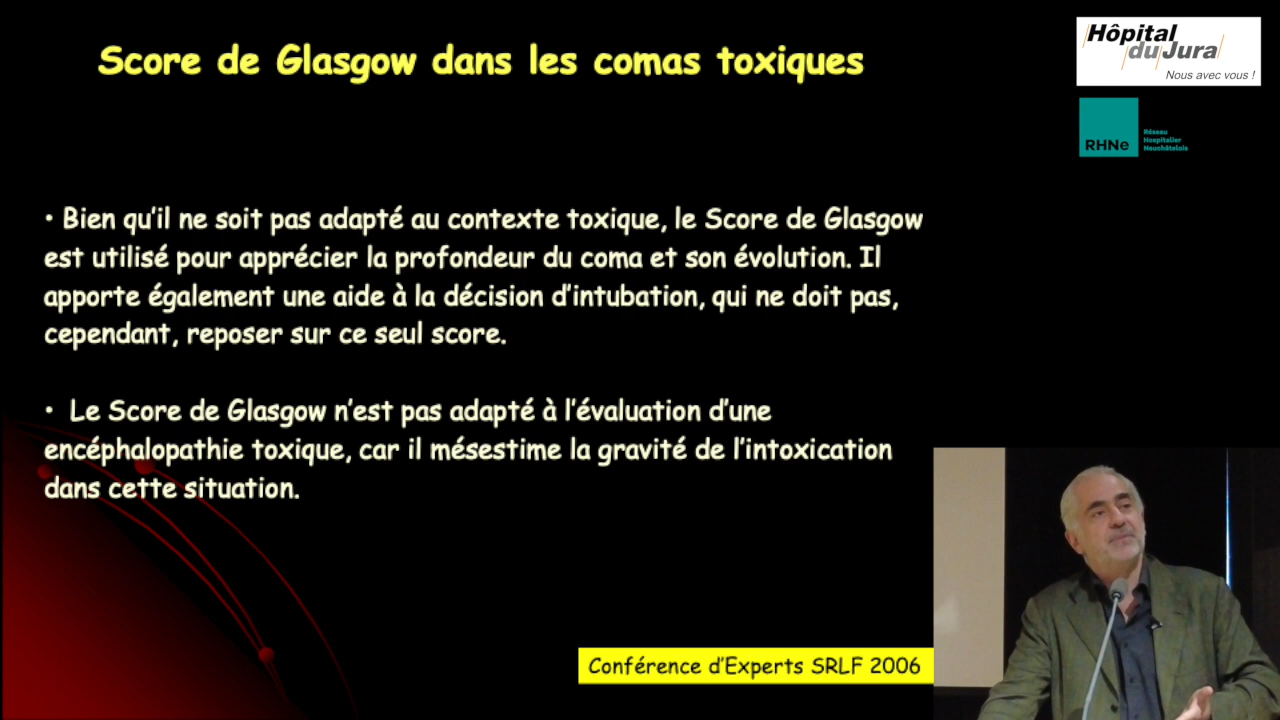 Score de Glasgow dans les comas toxiques
Hôpital
du Jura
Nous avec vous !
RHNe
Réseau
Hospitalier
Neuchâtelois
• Bien qu'il ne soit pas adapté au contexte toxique, le Score de Glasgow
est utilisé pour apprécier la profondeur du coma et son évolution. Il
apporte également une aide à la décision d'intubation, qui ne doit pas,
cependant, reposer sur ce seul score.
• Le Score de Glasgow n'est pas adapté à l'évaluation d'une
encéphalopathie toxique, car il mésestime la gravité de l'intoxication
dans cette situation.
Conférence d'Experts SRLF 2006